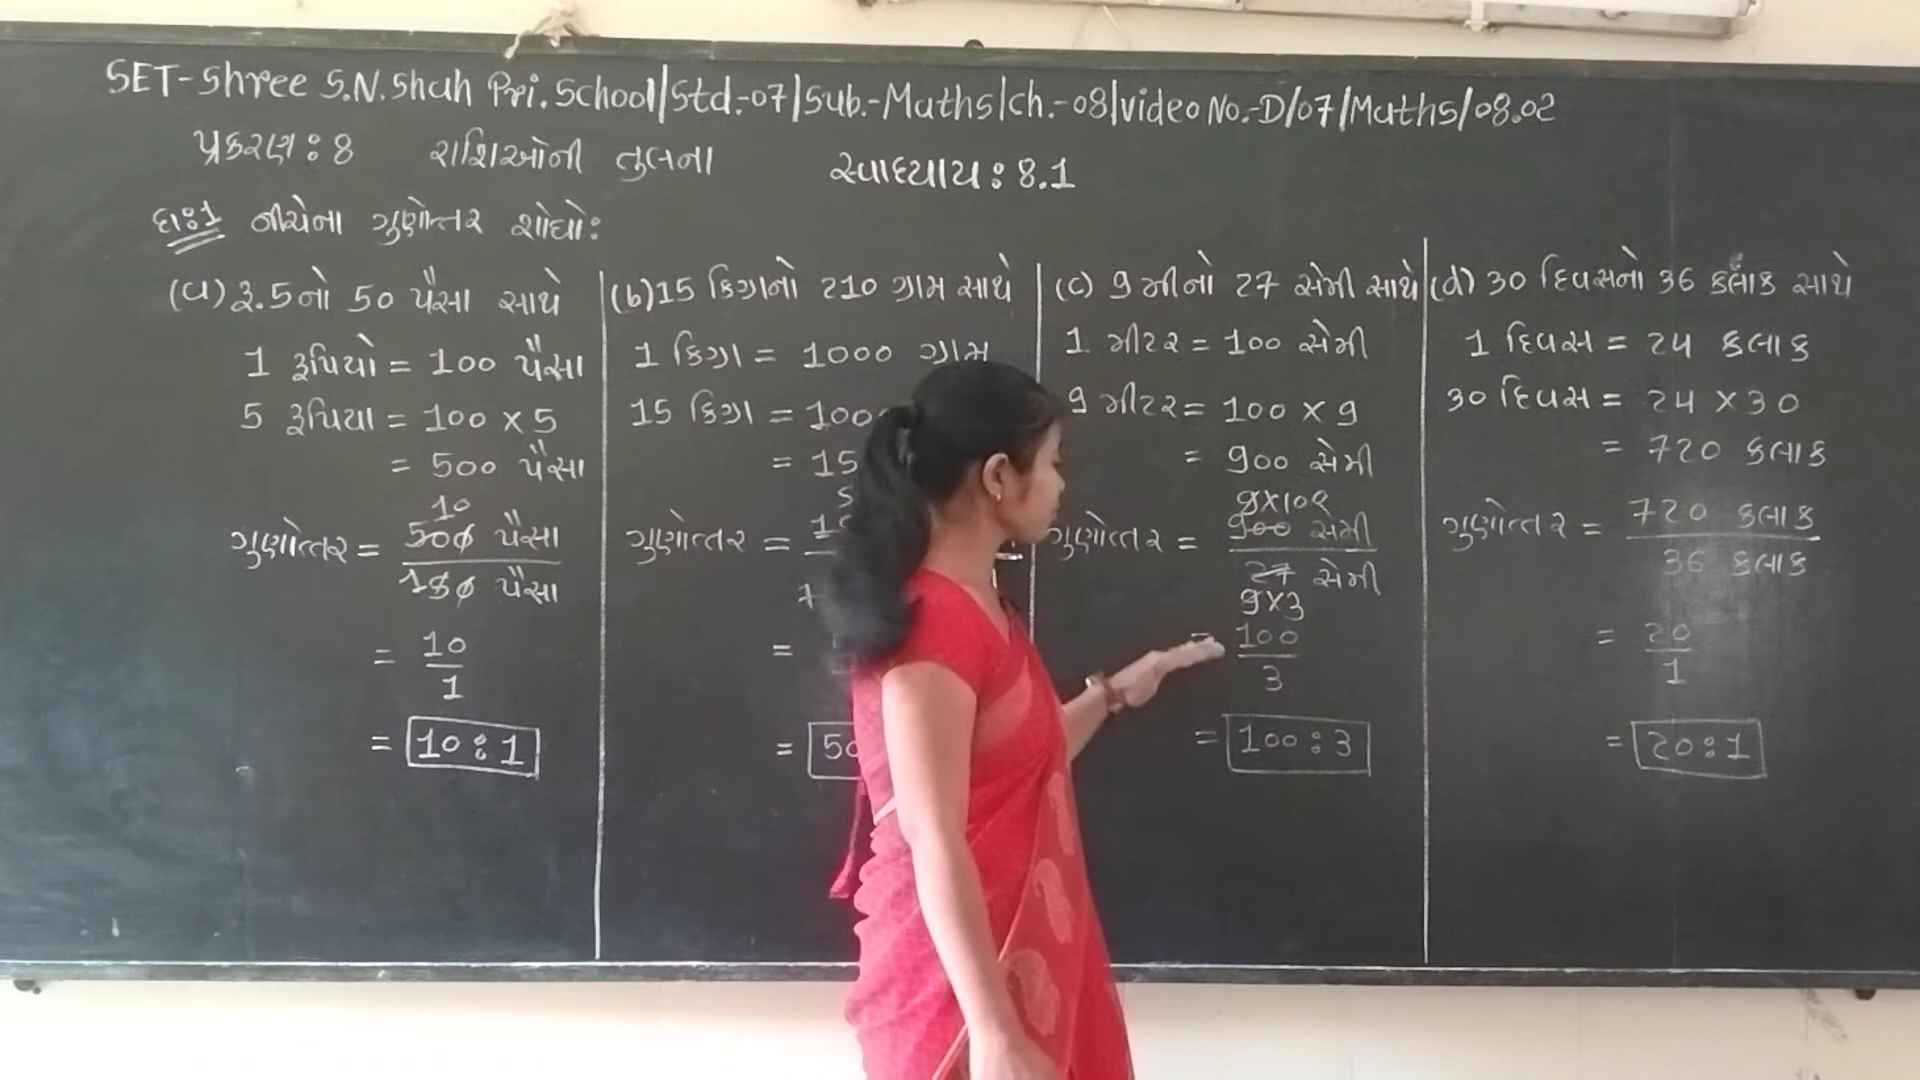 SET-Shree S.N.Shah Pri.School/Std.-07/Sub.-Maths/ch.-08/video No.-D/07/Maths/08.02
પ્રકરણ : 8 રાશિઓની તુલના સ્વાધ્યાય : 8.1
દા:1 નીચેના ગુણોત્તર શોધો :
(a) રૂ.5નો 50 પૈસા સાથે
1 રૂપિયો = 100 પૈસા
5 રૂપિયા = 100 x 5
= 500 પૈસા
10
ગુણોત્તર = 500 પૈસા
પૈસા
= 10
1
= 10 : 1
(b) 15 કિગ્રાનો 210 ગ્રામ સાથે
1 કિગ્રા = 1000 ગ્રામ
15 કિગ્રા =
=
ગુણોત્તર =
=
=
(c) 9 મીનો 27 સેમી સાથે
1 મીટર = 100 સેમી
9 મીટર = 100 x 9
= 900 સેમી
ગુણોત્તર = 900 સેમી
27 સેમી
9x3
= 100
3
= 100 : 3
(d) 30 દિવસનો 36 કલાક સાથે
1 દિવસ = 24 કલાક
30 દિવસ = 24 x 30
= 720 કલાક
ગુણોત્તર = 720 કલાક
36 કલાક
= 20
1
= 20 : 1